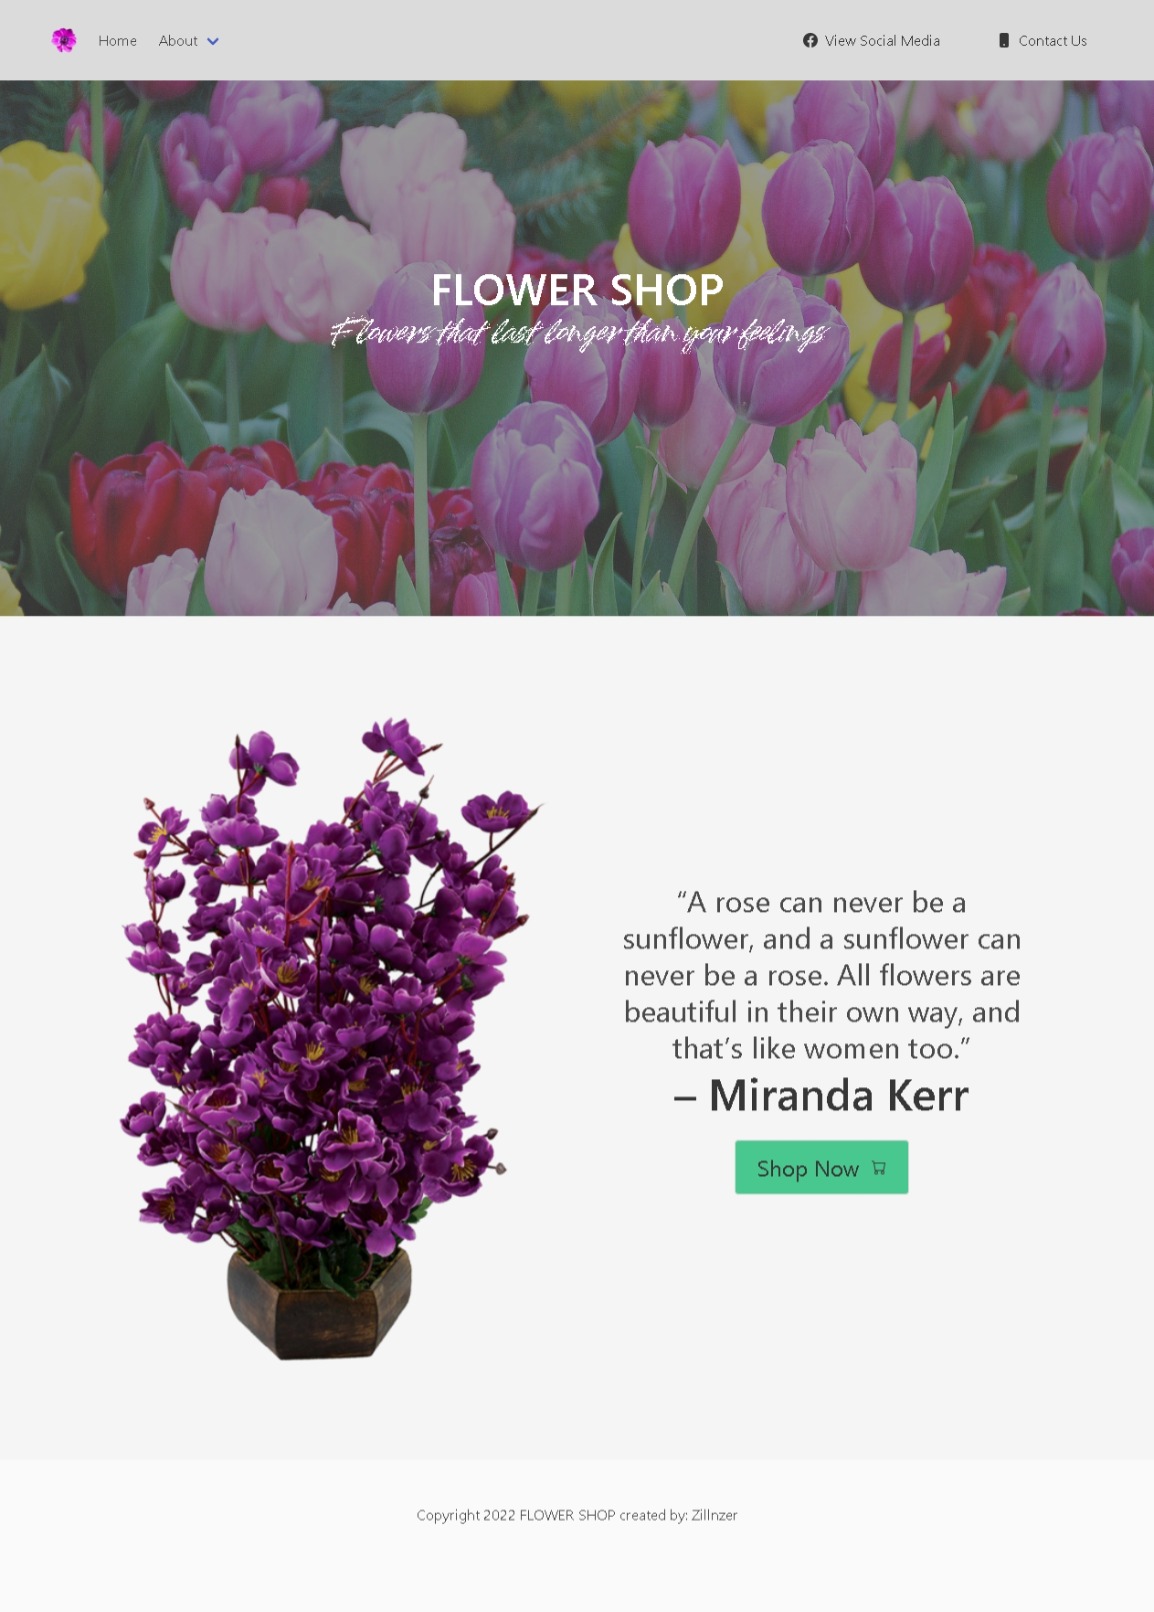 Home About View Social Media Contact Us
FLOWER SHOP
Flowers that last longer than your feelings
“A rose can never be a
sunflower, and a sunflower can
never be a rose. All flowers are
beautiful in their own way, and
that’s like women too.”
– Miranda Kerr
Shop Now
Copyright 2022 FLOWER SHOP created by: Zillnzer